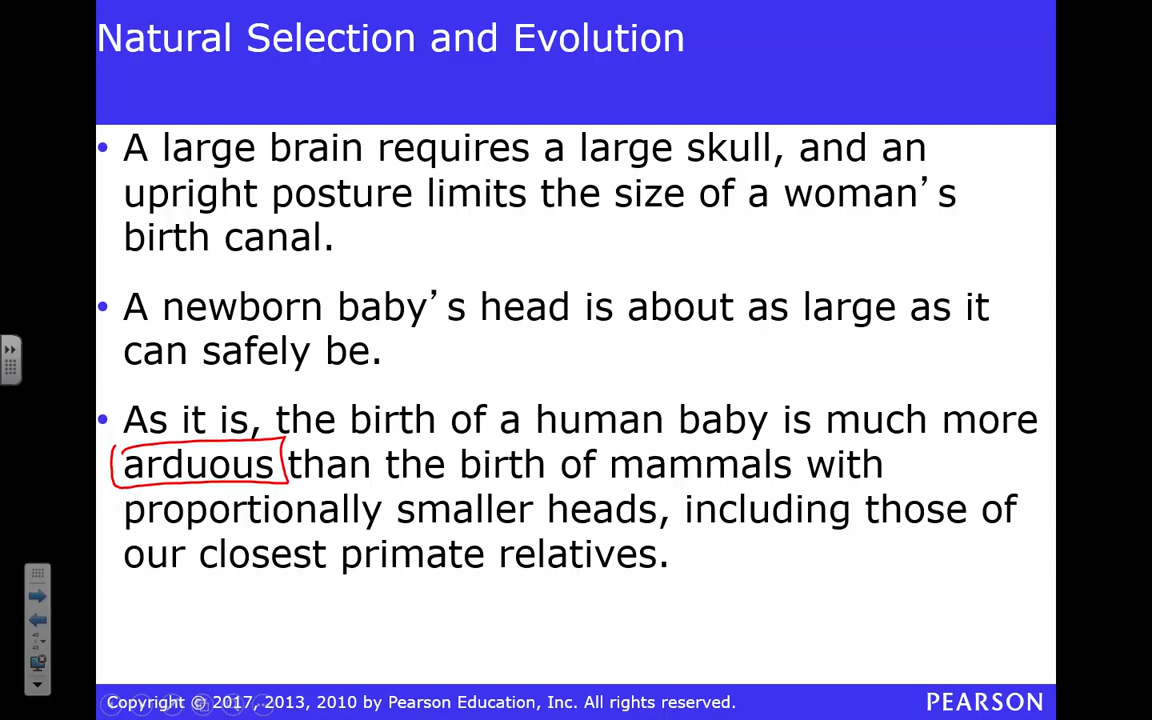 Natural Selection and Evolution
• A large brain requires a large skull, and an
upright posture limits the size of a woman’s
birth canal.
• A newborn baby’s head is about as large as it
can safely be.
• As it is, the birth of a human baby is much more
arduous than the birth of mammals with
proportionally smaller heads, including those of
our closest primate relatives.
Copyright © 2017, 2013, 2010 by Pearson Education, Inc. All rights reserved.
PEARSON